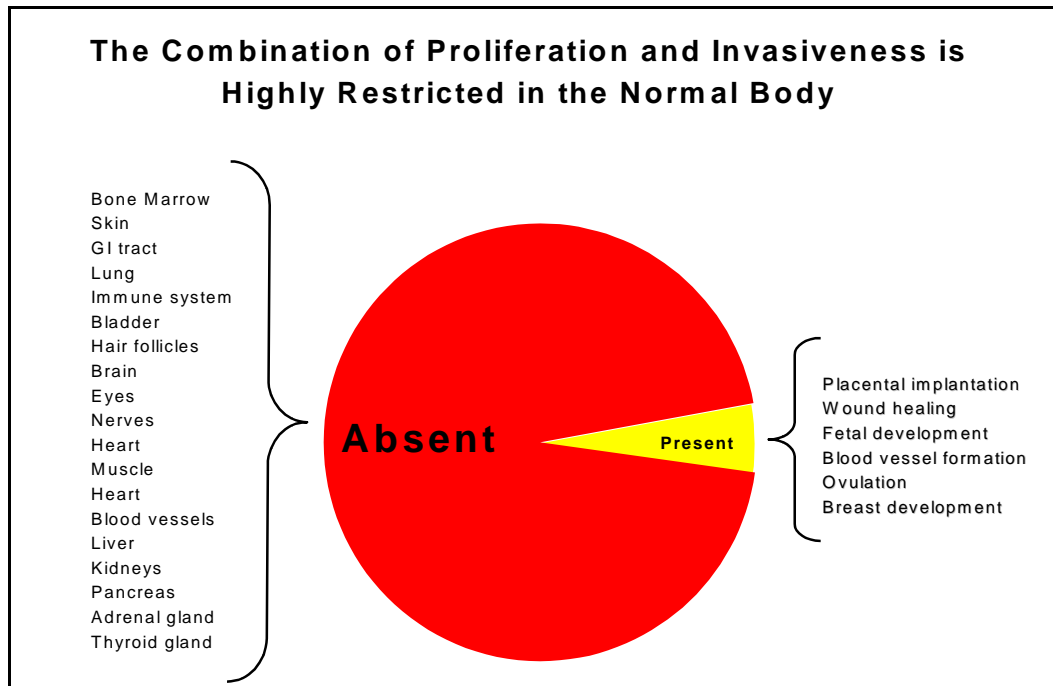 The Combination of Proliferation and Invasiveness is
Highly Restricted in the Normal Body
Bone Marrow
Skin
GI tract
Lung
Immune system
Bladder
Hair follicles
Brain
Eyes
Nerves
Heart
Muscle
Heart
Blood vessels
Liver
Kidneys
Pancreas
Adrenal gland
Thyroid gland
Absent
Present
Placental implantation
Wound healing
Fetal development
Blood vessel formation
Ovulation
Breast development